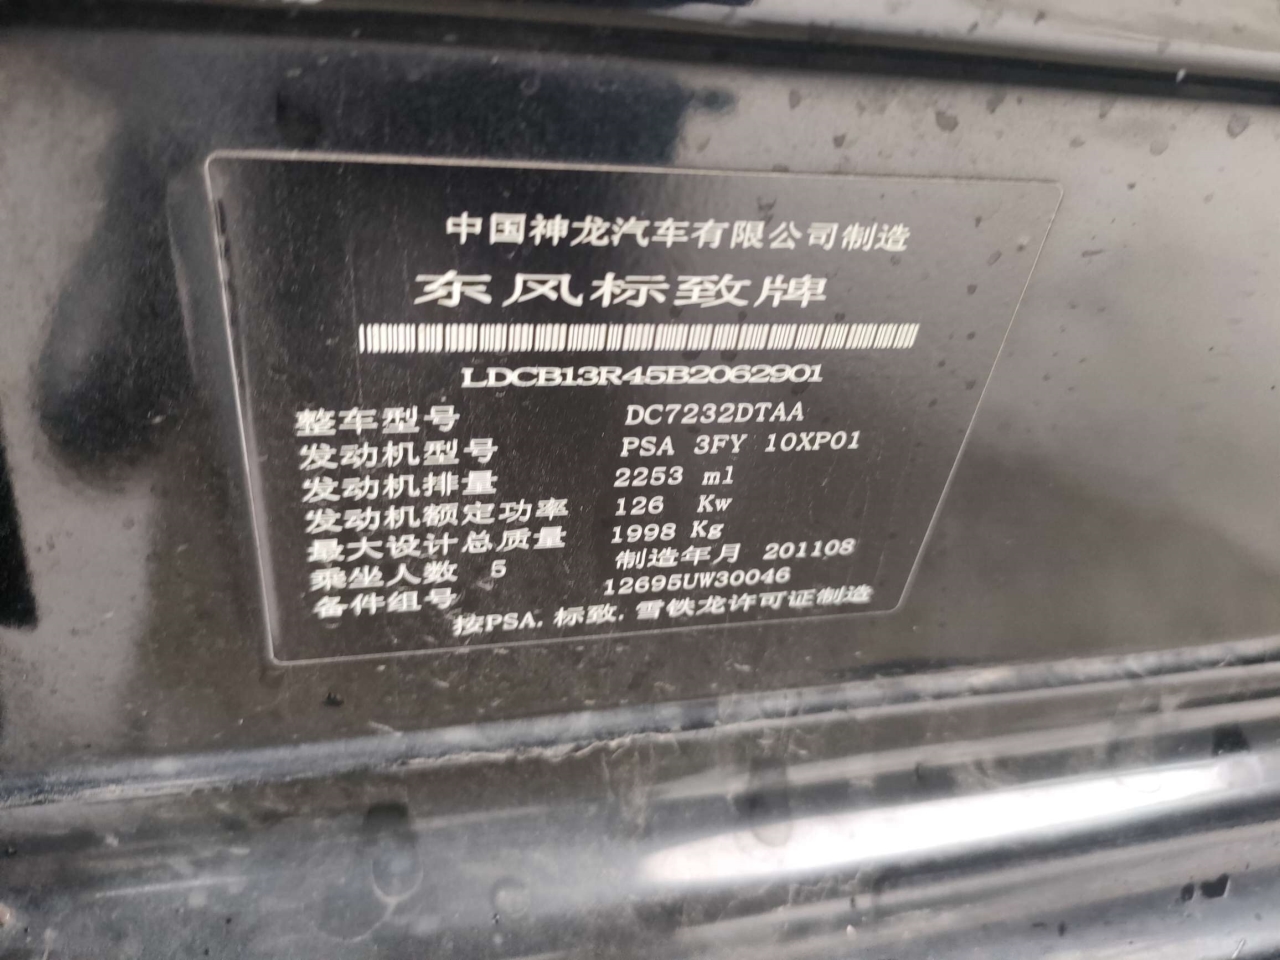 中国神龙汽车有限公司制造
东风标致牌
LDCB13R45B2062901
整车型号 DC7232DTAA
发动机型号 PSA 3FY 10XP01
发动机排量 2253 ml
发动机额定功率 126 Kw
最大设计总质量 1998 Kg
乘坐人数 5 制造年月 201108
备件组号 12695UW30046
按PSA.标致.雪铁龙许可证制造